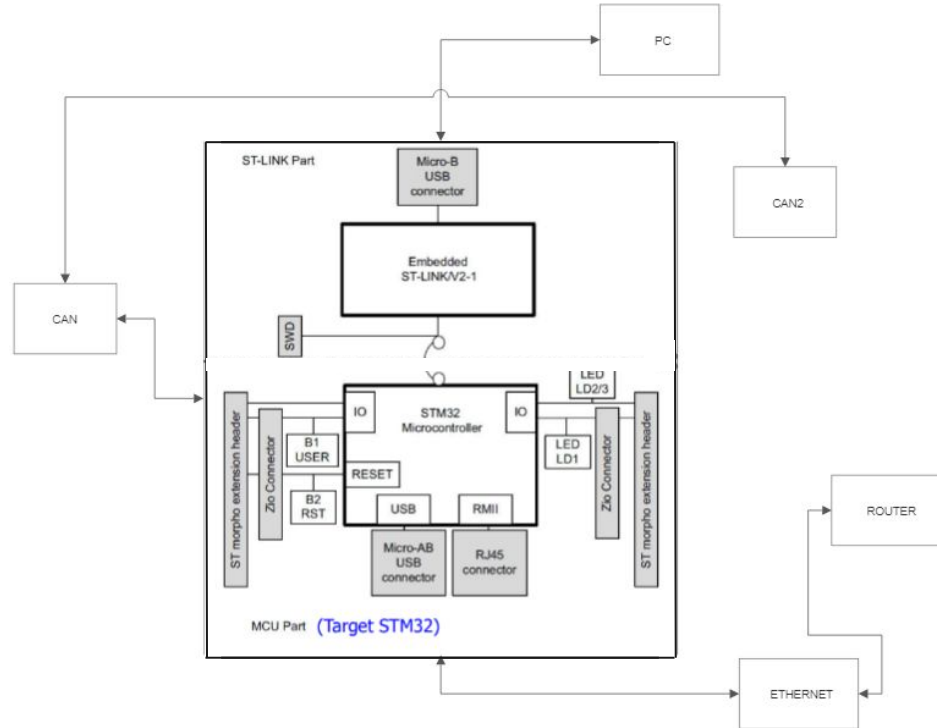 PC
ST-LINK Part
Micro-B
USB
connector
CAN2
Embedded
ST-LINK/V2-1
CAN
SWD
LED
LD2/3
IO
STM32
Microcontroller
IO
ST morpho extension header
Zio Connector
B1
USER
LED
LD1
Zio Connector
ST morpho extension header
RESET
B2
RST
USB
RMII
ROUTER
Micro-AB
USB
connector
RJ45
connector
MCU Part (Target STM32)
ETHERNET